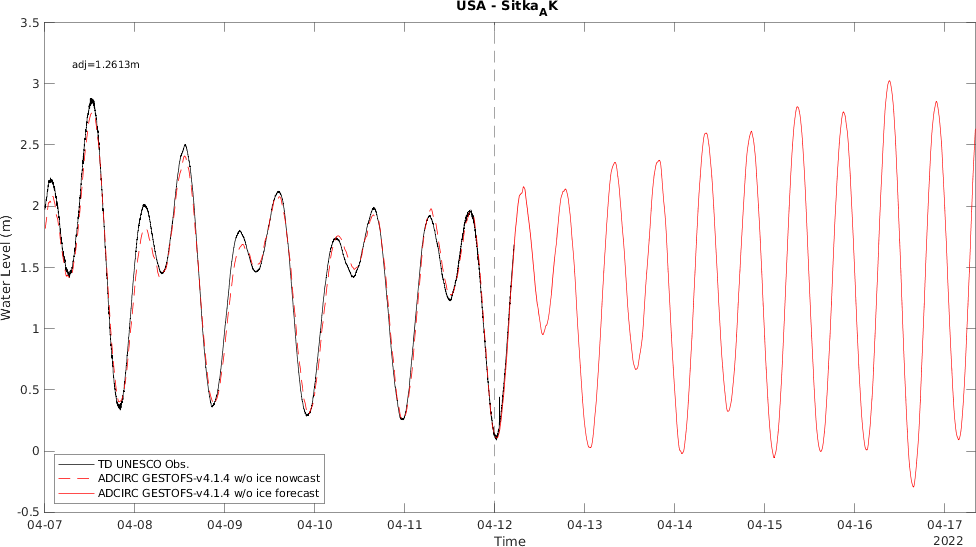 USA - Sitka_AK
3.5
adj=1.2613m
3
2.5
2
1.5
1
0.5
0
-0.5
Water Level (m)
TD UNESCO Obs.
ADCIRC GESTOFS-v4.1.4 w/o ice nowcast
ADCIRC GESTOFS-v4.1.4 w/o ice forecast
04-07 04-08 04-09 04-10 04-11 04-12 04-13 04-14 04-15 04-16 04-17
Time
2022